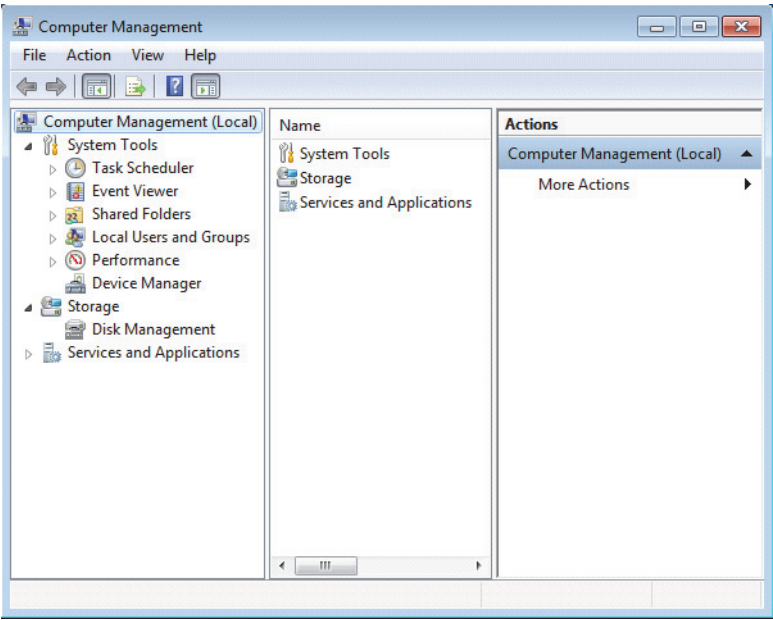 Computer Management
File Action View Help
Computer Management (Local)
System Tools
Task Scheduler
Event Viewer
Shared Folders
Local Users and Groups
Performance
Device Manager
Storage
Disk Management
Services and Applications
Name
System Tools
Storage
Services and Applications
Actions
Computer Management (Local)
More Actions